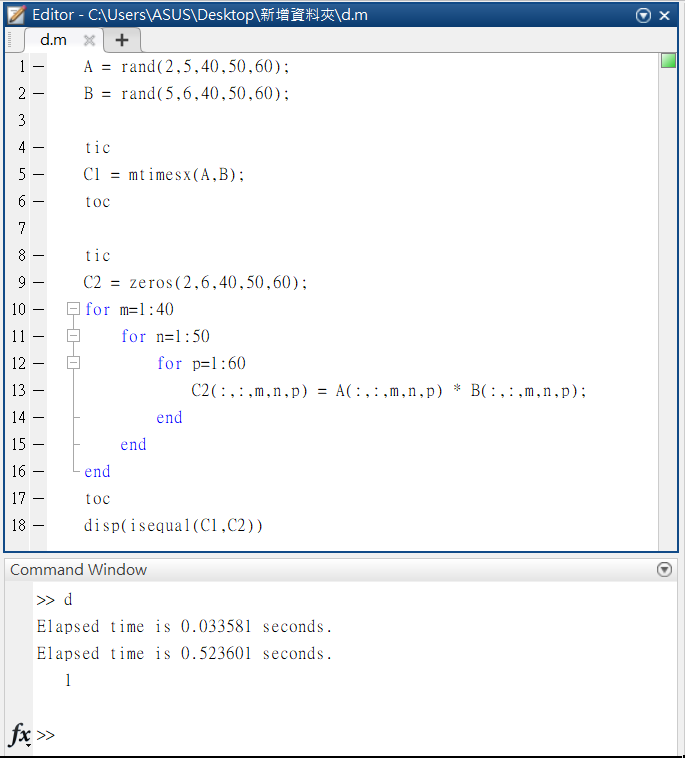 Editor - C:\Users\ASUS\Desktop\新增資料夾\d.m
d.m
1 A = rand(2,5,40,50,60);
2 B = rand(5,6,40,50,60);
3
4 tic
5 C1 = mtimesx(A,B);
6 toc
7
8 tic
9 C2 = zeros(2,6,40,50,60);
10 for m=1:40
11 for n=1:50
12 for p=1:60
13 C2(:,:,m,n,p) = A(:,:,m,n,p) * B(:,:,m,n,p);
14 end
15 end
16 end
17 toc
18 disp(isequal(C1,C2))
Command Window
>> d
Elapsed time is 0.033581 seconds.
Elapsed time is 0.523601 seconds.
1
fx >>